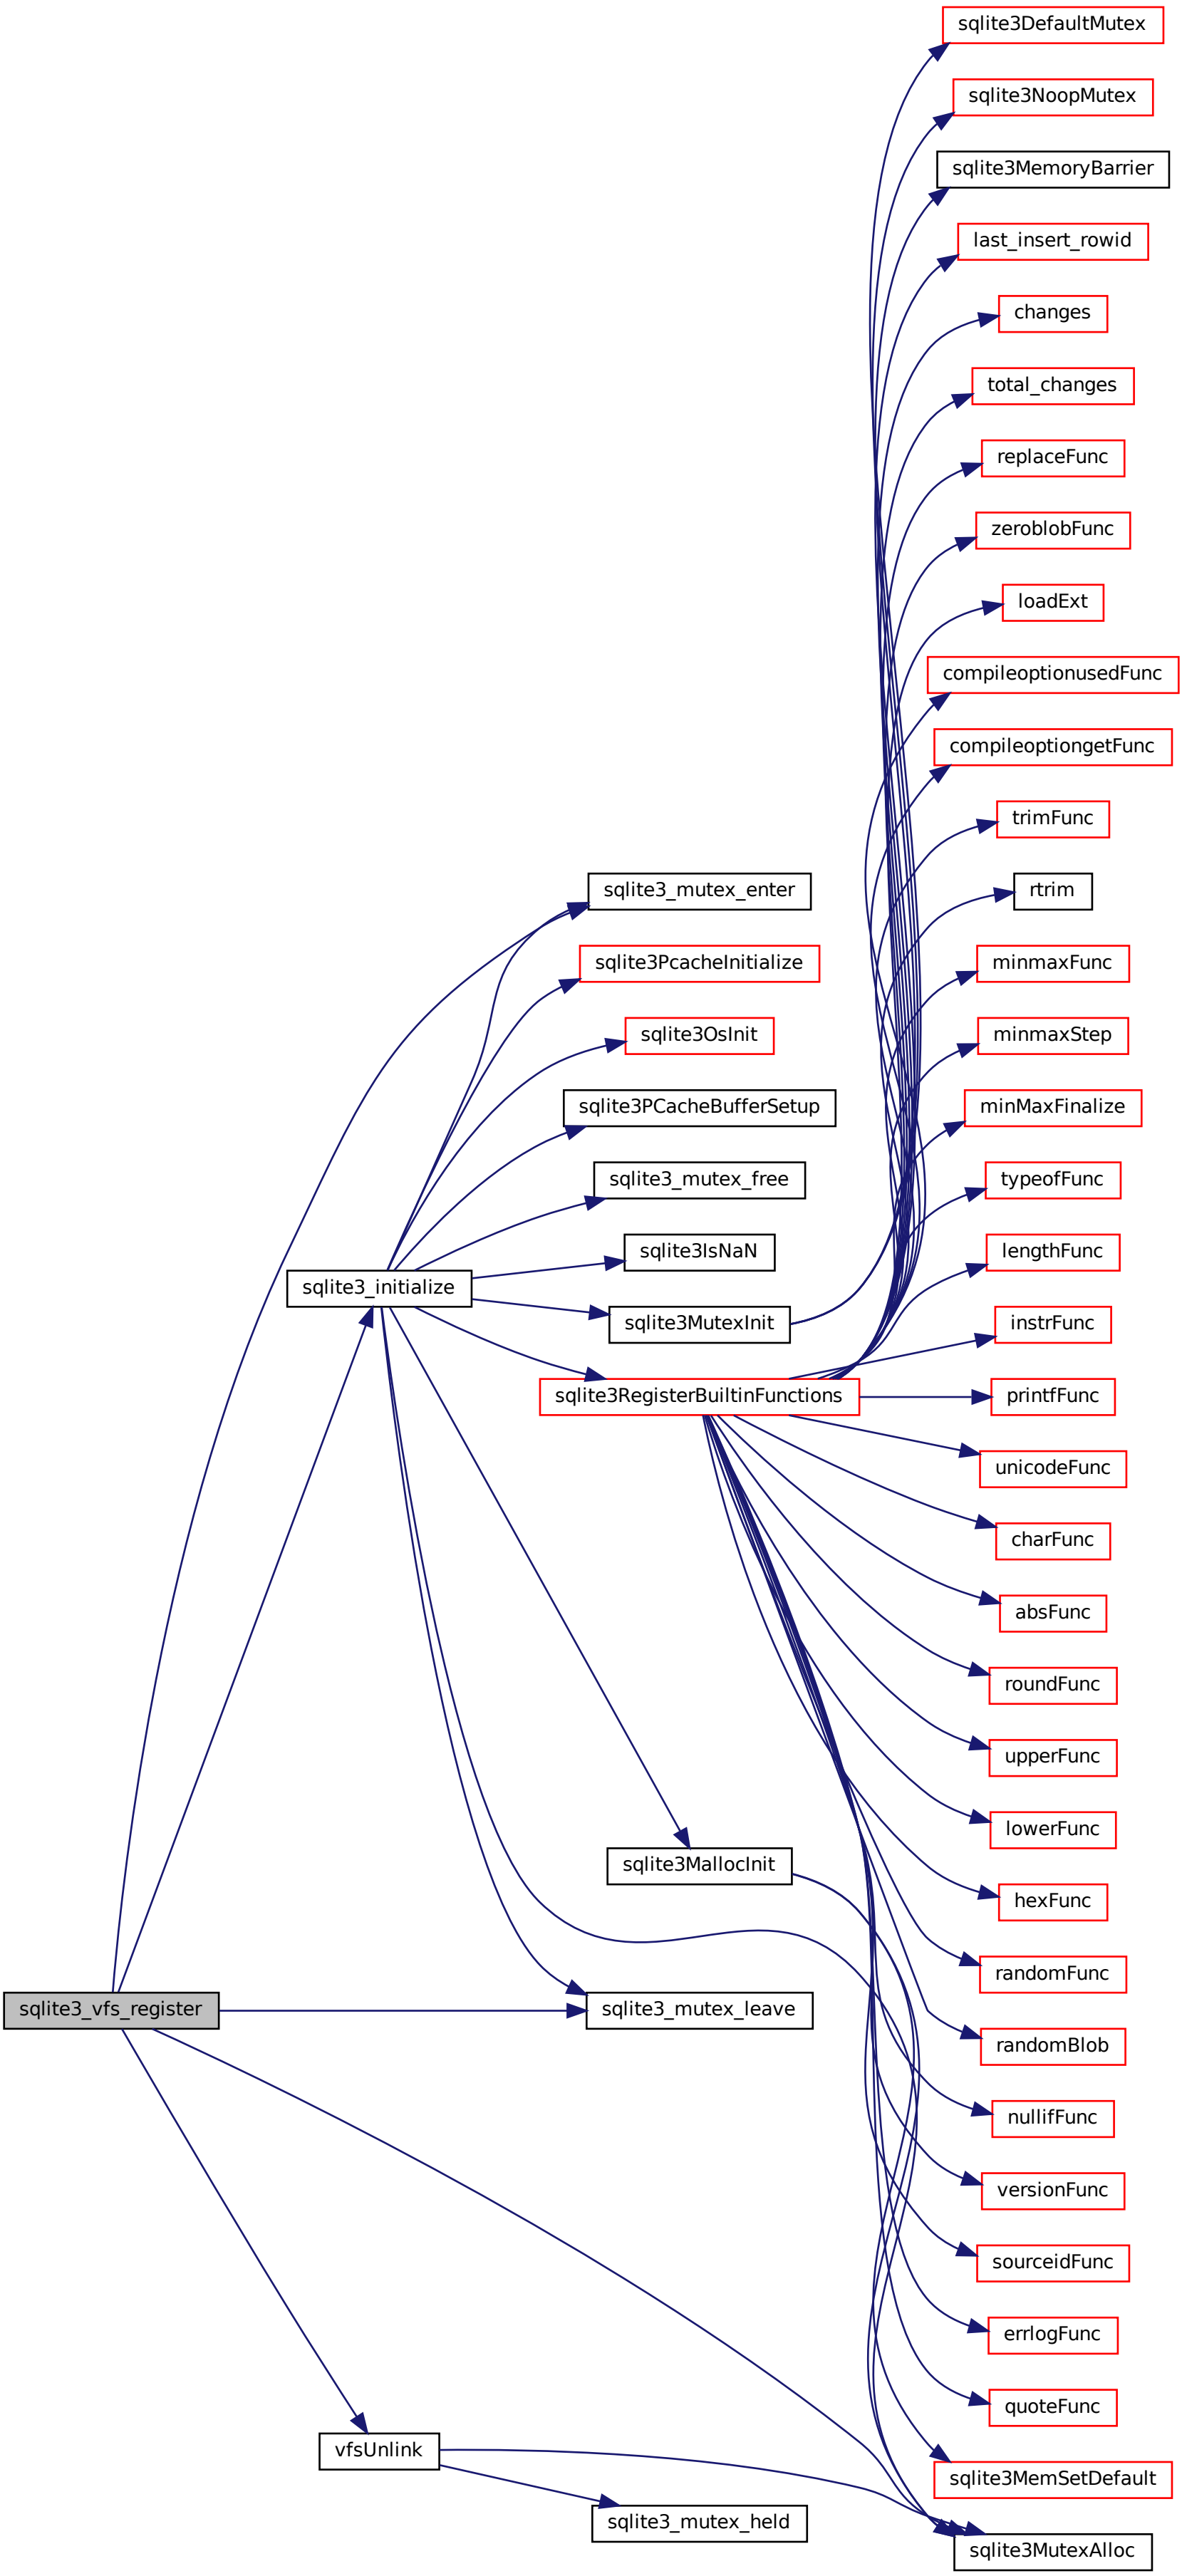 sqlite3DefaultMutex
sqlite3NoopMutex
sqlite3MemoryBarrier
last_insert_rowid
changes
total_changes
replaceFunc
zeroblobFunc
loadExt
compileoptionusedFunc
compileoptiongetFunc
trimFunc
sqlite3_mutex_enter
rtrim
sqlite3PcacheInitialize
minmaxFunc
sqlite3OsInit
minmaxStep
sqlite3PCacheBufferSetup
minMaxFinalize
sqlite3_mutex_free
typeofFunc
sqlite3IsNaN
lengthFunc
sqlite3_initialize
sqlite3MutexInit
instrFunc
sqlite3RegisterBuiltinFunctions
printfFunc
unicodeFunc
charFunc
absFunc
roundFunc
upperFunc
lowerFunc
sqlite3MallocInit
hexFunc
randomFunc
sqlite3_vfs_register
sqlite3_mutex_leave
randomBlob
nullifFunc
versionFunc
sourceidFunc
errlogFunc
quoteFunc
vfsUnlink
sqlite3MemSetDefault
sqlite3_mutex_held
sqlite3MutexAlloc